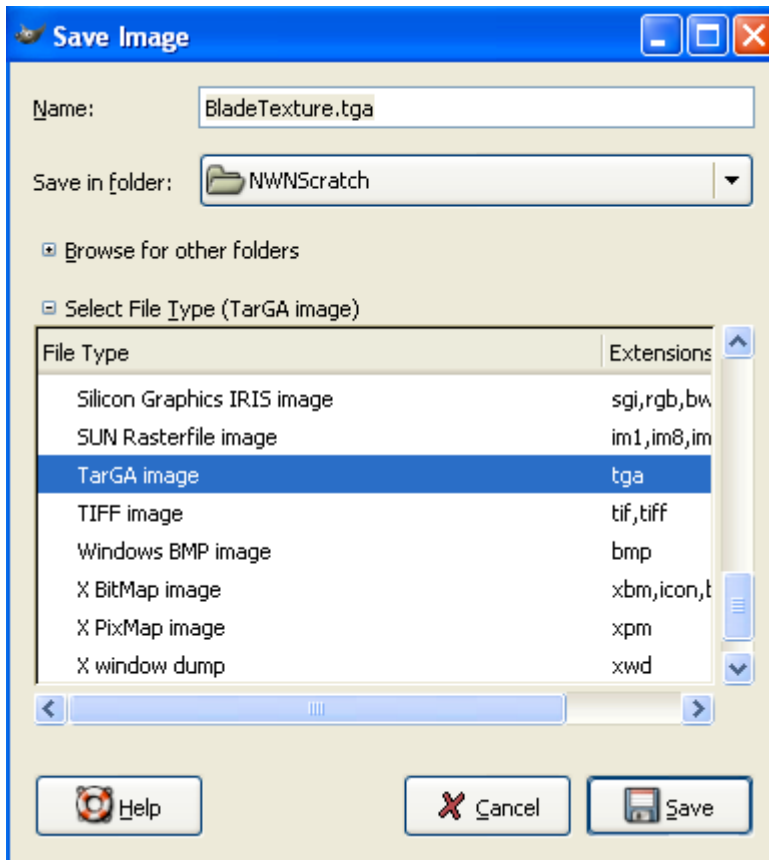 Save Image
Name: BladeTexture.tga
Save in folder: NWNScratch
Browse for other folders
Select File Type (TarGA image)
File Type Extensions
Silicon Graphics IRIS image sgi,rgb,bw
SUN Rasterfile image im1,im8,im
TarGA image tga
TIFF image tif,tiff
Windows BMP image bmp
X BitMap image xbm,icon,b
X PixMap image xpm
X window dump xwd
Help Cancel Save